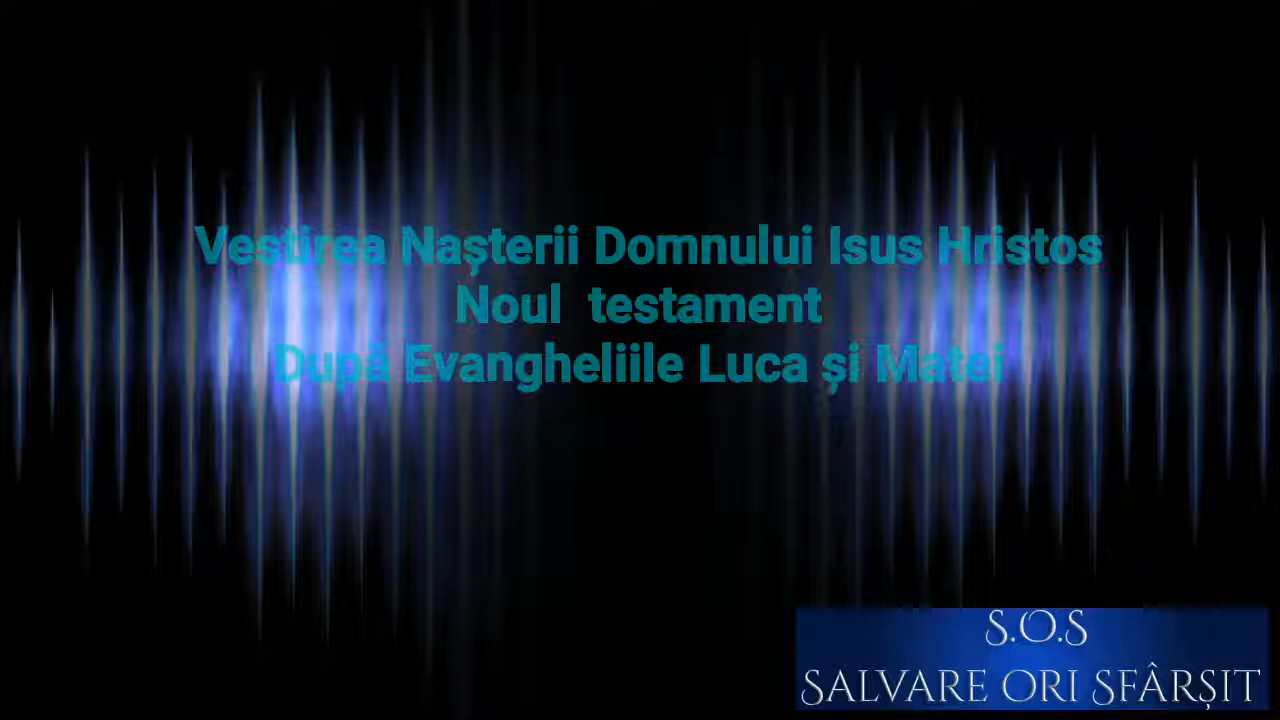 Vestirea Nașterii Domnului Isus Hristos
Noul testament
După Evangheliile Luca și Matei
S.O.S
SALVARE ORI SFÂRȘIT